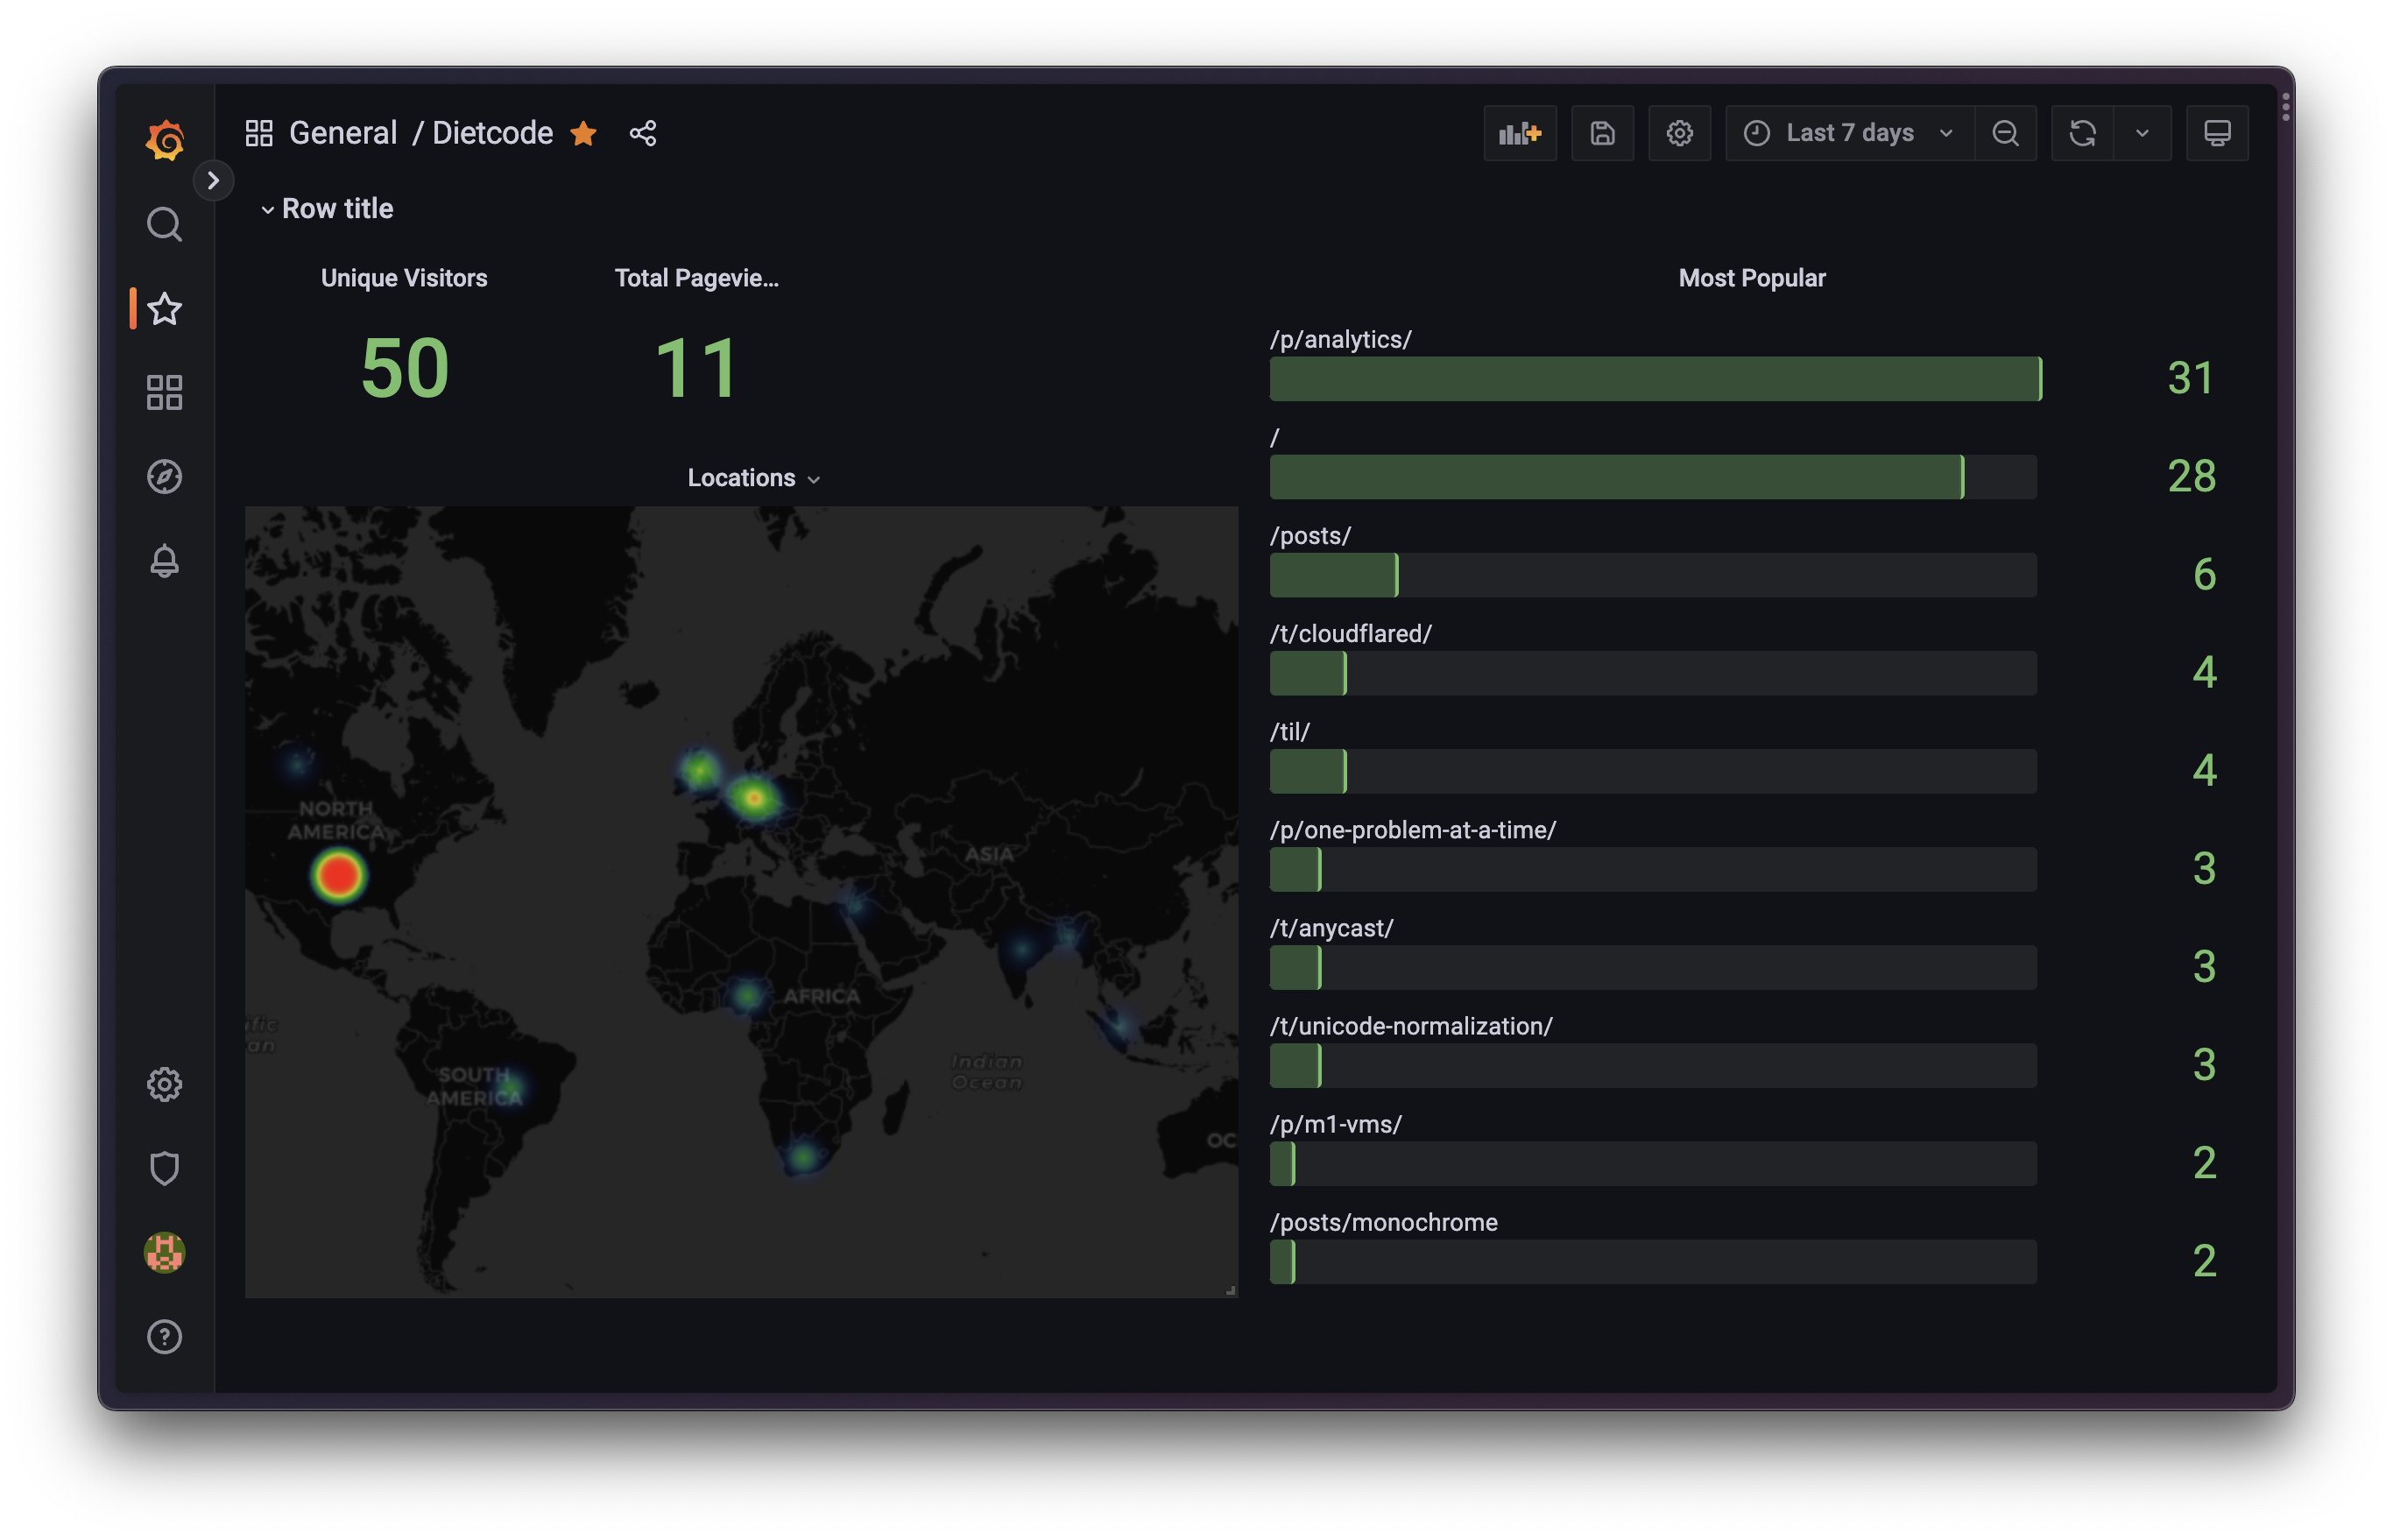 General / Dietcode
Last 7 days
Row title
Unique Visitors
Total Pagevie...
50
11
Locations
NORTH
AMERICA
ASIA
AFRICA
ific
an
Indian
Ocean
SOUTH
AMERICA
OC
Most Popular
/p/analytics/
31
/
28
/posts/
6
/t/cloudflared/
4
/til/
4
/p/one-problem-at-a-time/
3
/t/anycast/
3
/t/unicode-normalization/
3
/p/m1-vms/
2
/posts/monochrome
2